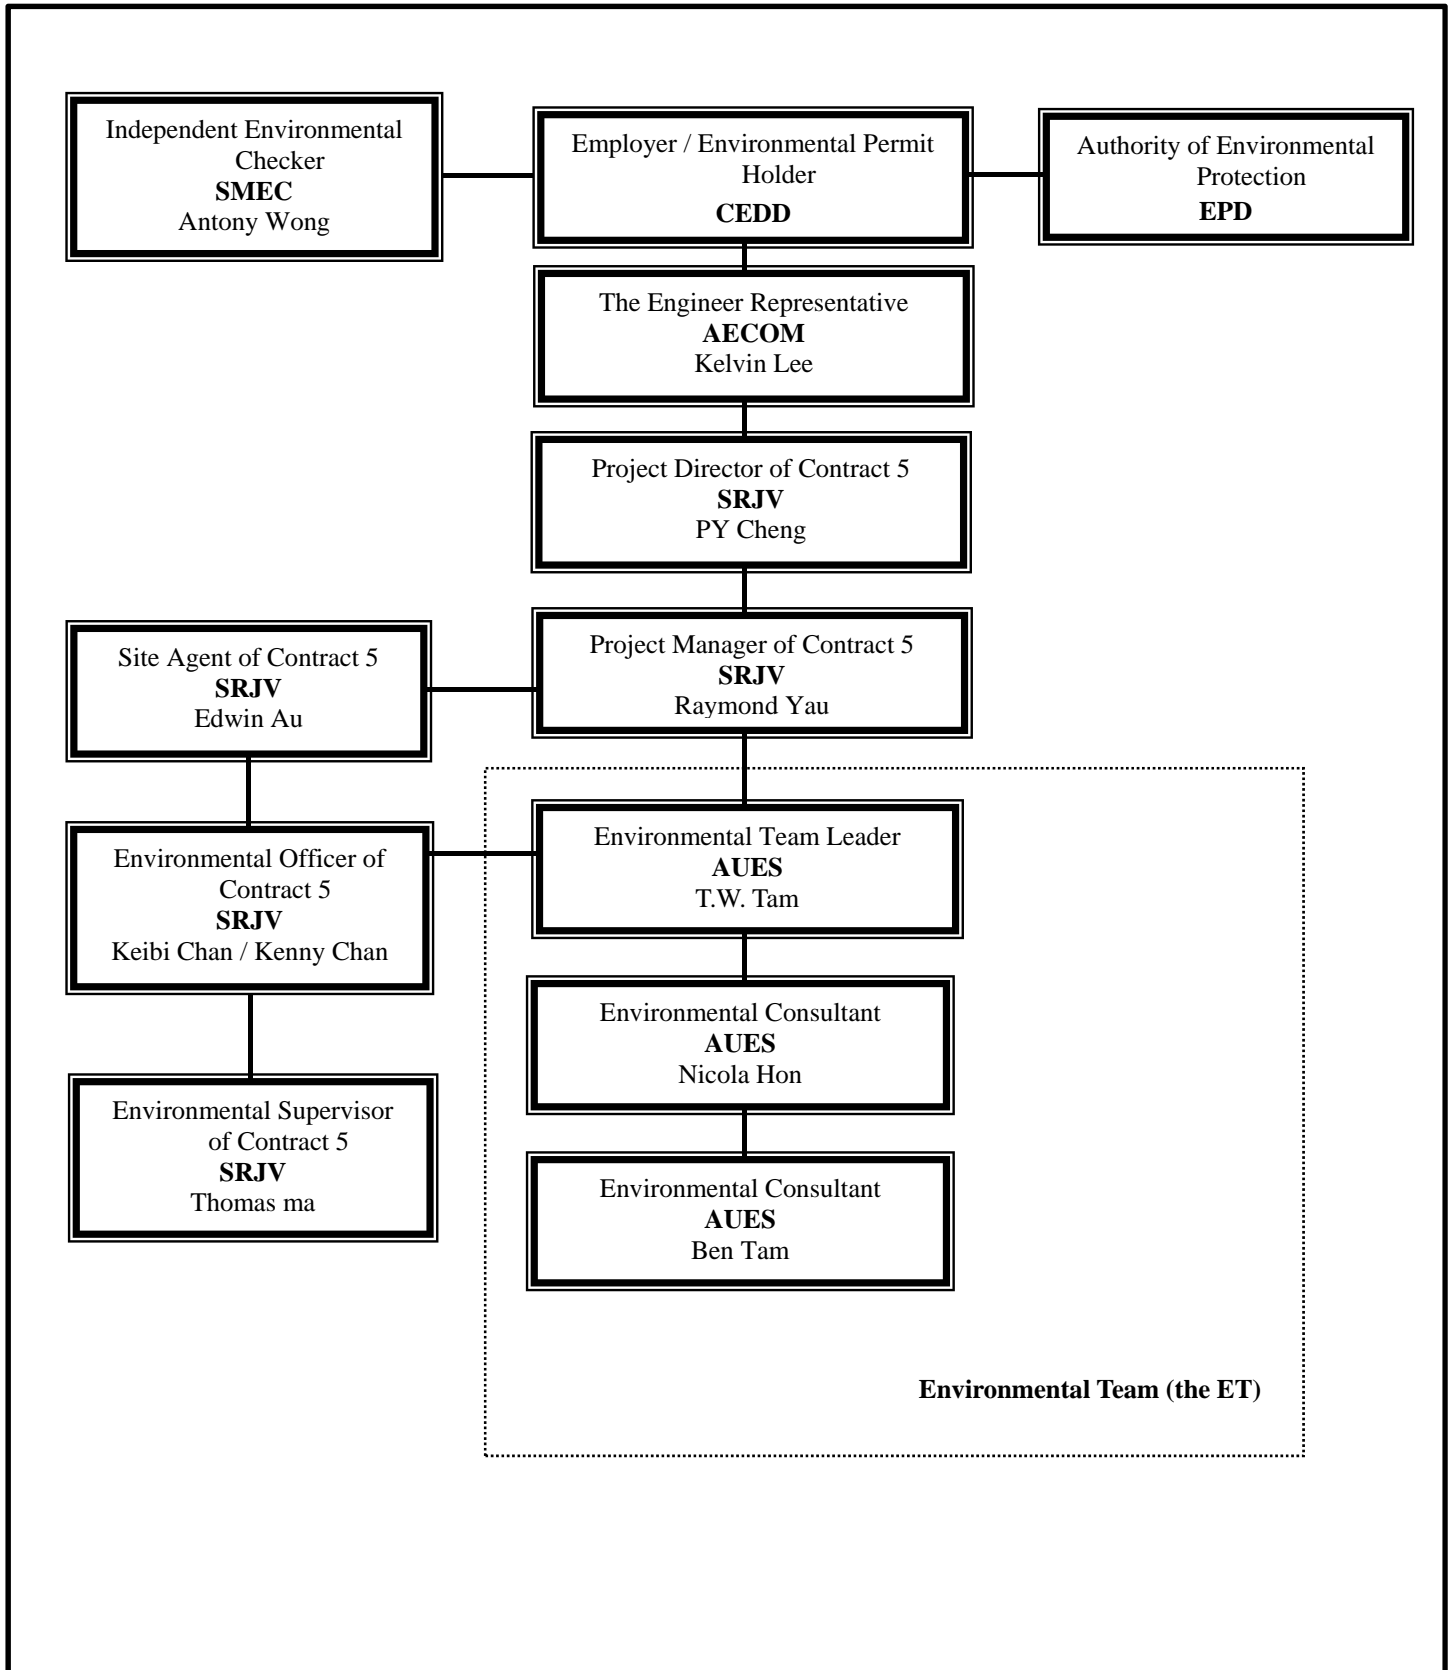 Independent Environmental
Checker
SMEC
Antony Wong
Employer / Environmental Permit
Holder
CEDD
Authority of Environmental
Protection
EPD
The Engineer Representative
AECOM
Kelvin Lee
Project Director of Contract 5
SRJV
PY Cheng
Site Agent of Contract 5
SRJV
Edwin Au
Project Manager of Contract 5
SRJV
Raymond Yau
Environmental Officer of
Contract 5
SRJV
Keibi Chan / Kenny Chan
Environmental Team Leader
AUES
T.W. Tam
Environmental Consultant
AUES
Nicola Hon
Environmental Supervisor
of Contract 5
SRJV
Thomas ma
Environmental Consultant
AUES
Ben Tam
Environmental Team (the ET)